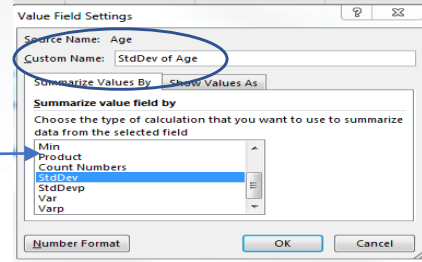 Value Field Settings
Source Name: Age
Custom Name: StdDev of Age
Summarize Values By Show Values As
Summarize value field by
Choose the type of calculation that you want to use to summarize
data from the selected field
Min
Product
Count Numbers
StdDev
StdDevp
Var
Varp
Number Format OK Cancel